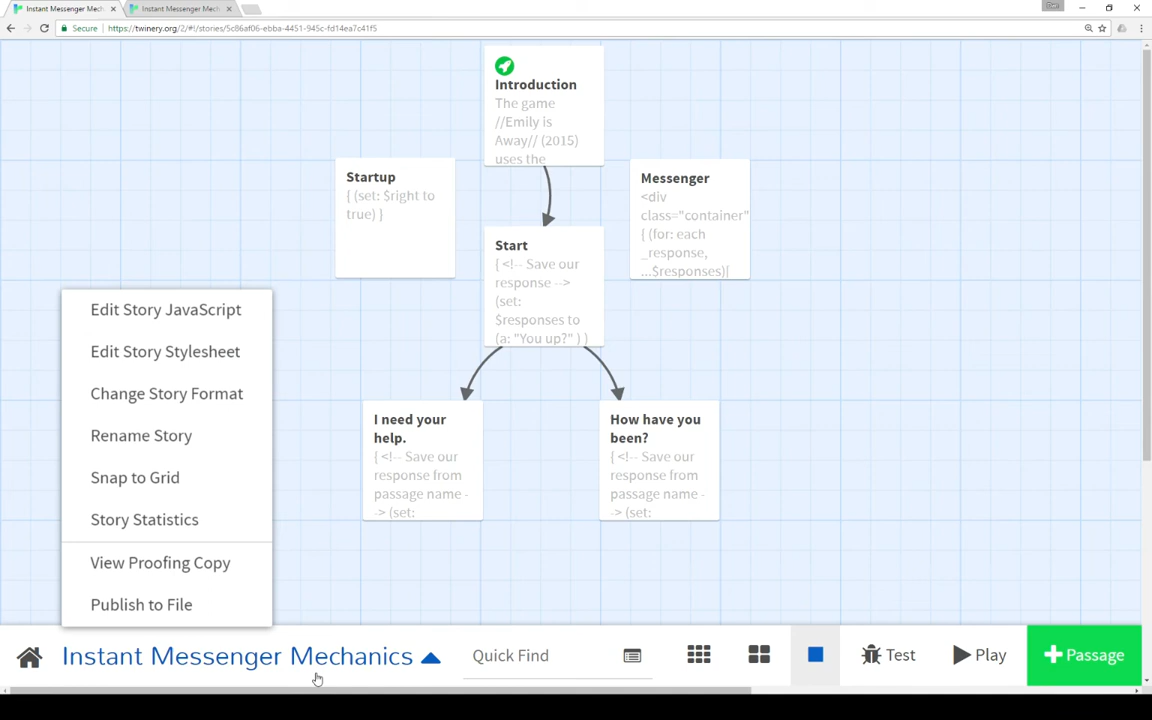 Instant Messenger Mech
Instant Messenger Mech
Secure
https://twinery.org/2/#!/stories/5c86af06-ebba-4451-945c-fd14ea7c41f5
Introduction
The game
//Emily is
Away// (2015)
uses the
Startup
{ (set: $right to
true) }
Messenger
<div
class="container"
{ (for: each
_response,
...$responses)[
Start
{ <!-- Save our
response -->
(set:
$responses to
(a: "You up?" ) )
I need your
help.
{ <!-- Save our
response from
passage name -
-> (set:
How have you
been?
{ <!-- Save our
response from
passage name -
-> (set:
Edit Story JavaScript
Edit Story Stylesheet
Change Story Format
Rename Story
Snap to Grid
Story Statistics
View Proofing Copy
Publish to File
Instant Messenger Mechanics
Quick Find
Test
Play
Passage